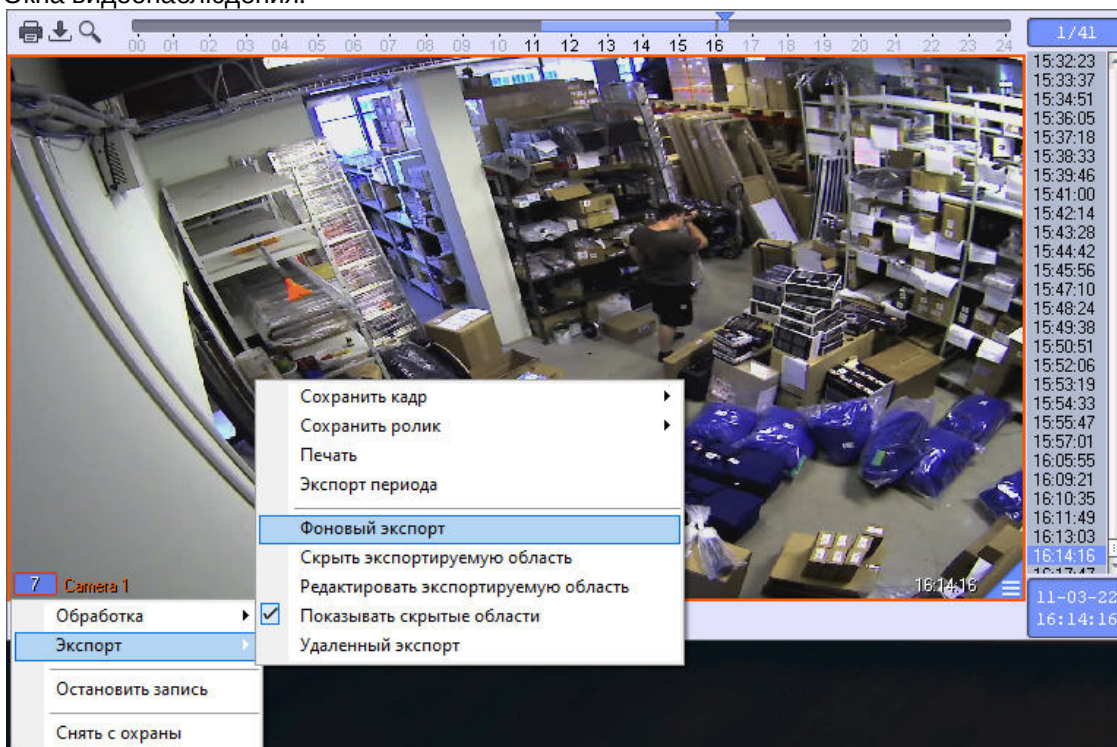 Окна видеонаблюдения.
00 01 02 03 04 05 06 07 08 09 10 11 12 13 14 15 16 17 18 19 20 21 22 23 24
1/41
15:32:23
15:33:37
15:34:51
15:36:05
15:37:18
15:38:33
15:39:46
15:41:00
15:42:14
15:43:28
15:44:42
15:45:56
15:47:10
15:48:24
15:49:38
15:50:51
15:52:06
15:53:19
15:54:33
15:55:47
15:57:01
16:05:55
16:09:21
16:10:35
16:11:49
16:13:03
16:14:16
16:17:47
11-03-22
16:14:16
Сохранить кадр
Сохранить ролик
Печать
Экспорт периода
Фоновый экспорт
Скрыть экспортируемую область
Редактировать экспортируемую область
Показывать скрытые области
Удаленный экспорт
7 Camera 1
16:14:16
Обработка
Экспорт
Остановить запись
Снять с охраны